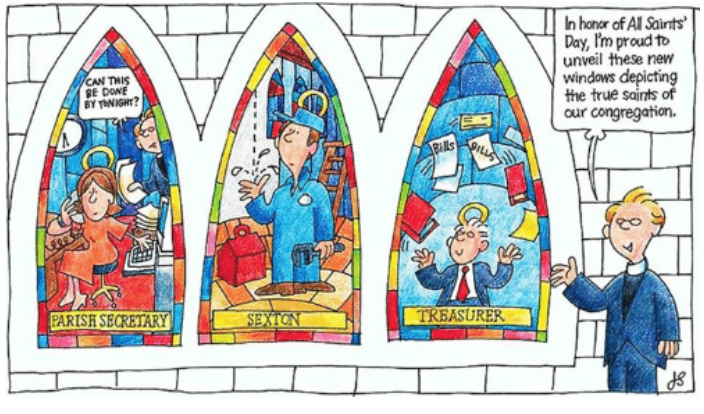 CAN THIS
BE DONE
BY TONIGHT?
PARISH SECRETARY
SEXTON
Bills
BILLS
TREASURER
In honor of All Saints'
Day, I'm proud to
unveil these new
windows depicting
the true saints of
our congregation.
JS